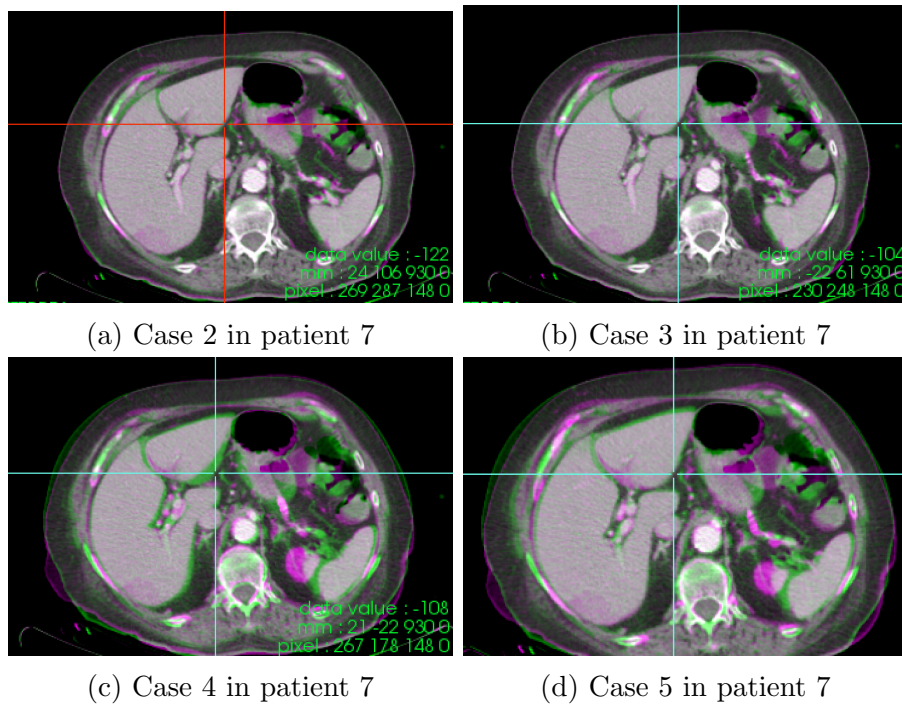 data value : -122
mm : 24 106 930 0
pixel : 269 287 148 0
data value : -104
mm : -22 61 930 0
pixel : 230 248 148 0
(a) Case 2 in patient 7
(b) Case 3 in patient 7
data value : -108
mm : 21 -22 930 0
pixel : 267 178 148 0
(c) Case 4 in patient 7
(d) Case 5 in patient 7